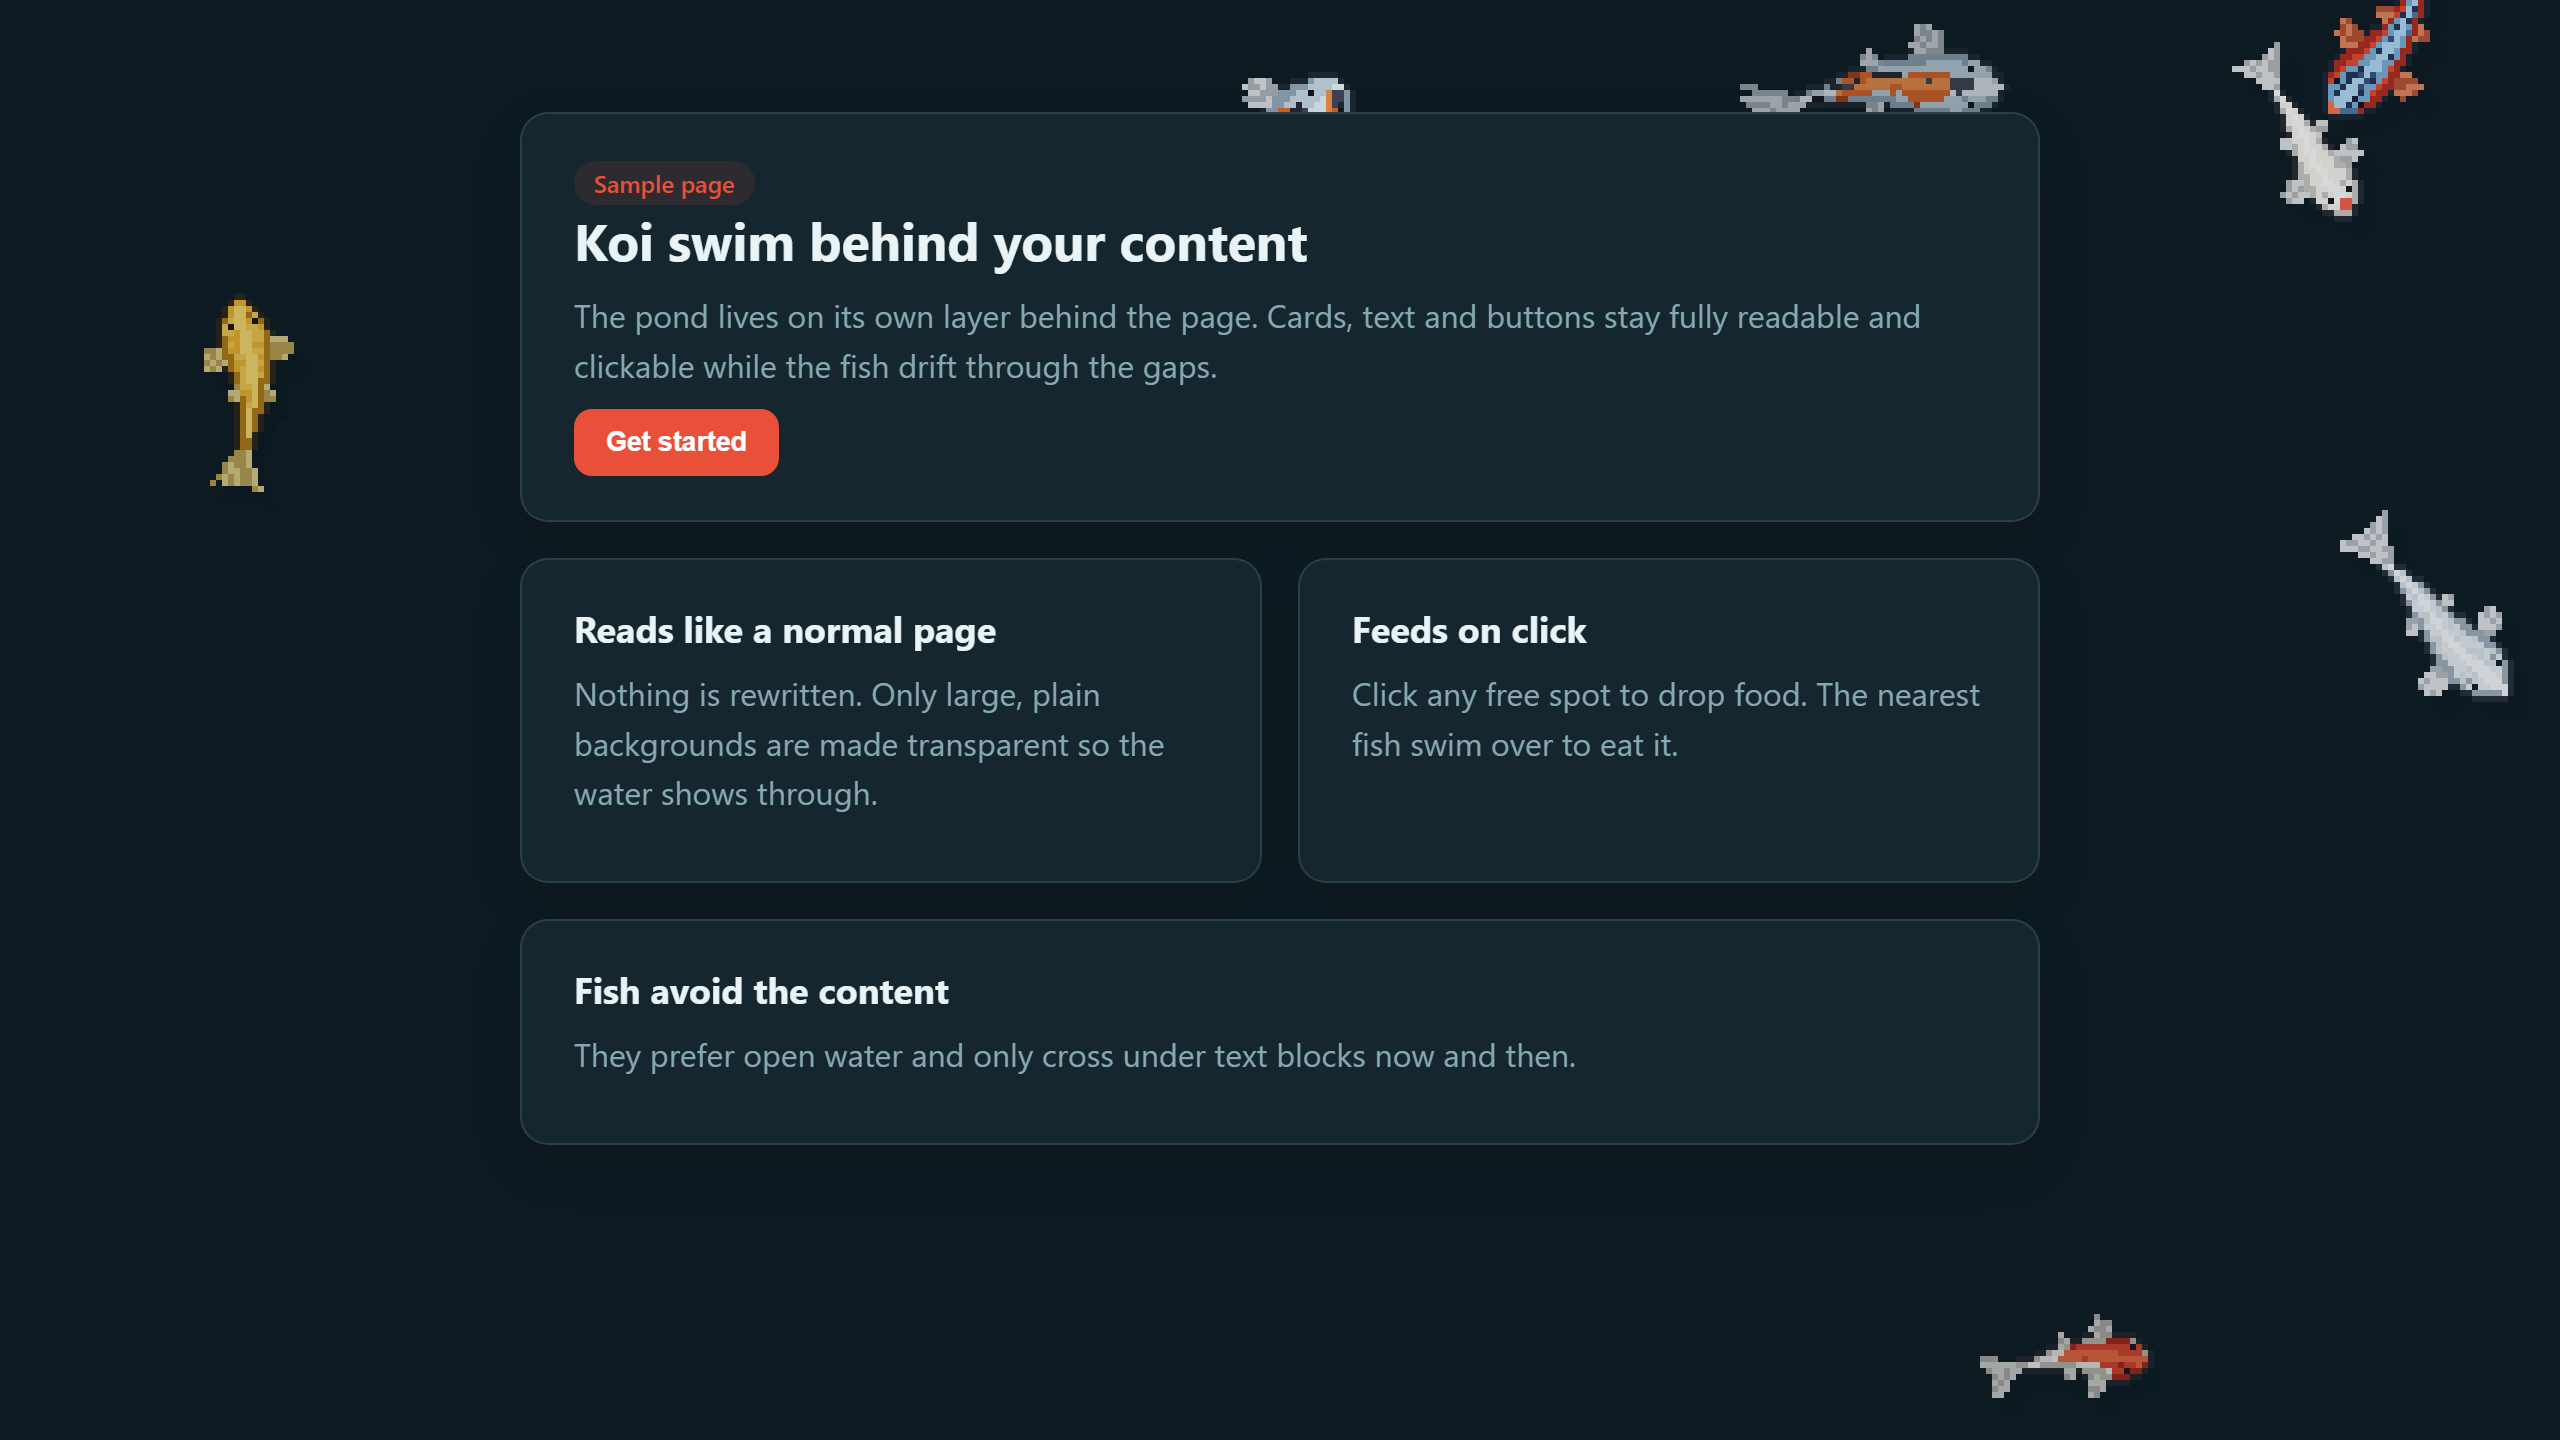 Sample page
Koi swim behind your content
The pond lives on its own layer behind the page. Cards, text and buttons stay fully readable and
clickable while the fish drift through the gaps.
Get started
Reads like a normal page
Nothing is rewritten. Only large, plain
backgrounds are made transparent so the
water shows through.
Feeds on click
Click any free spot to drop food. The nearest
fish swim over to eat it.
Fish avoid the content
They prefer open water and only cross under text blocks now and then.